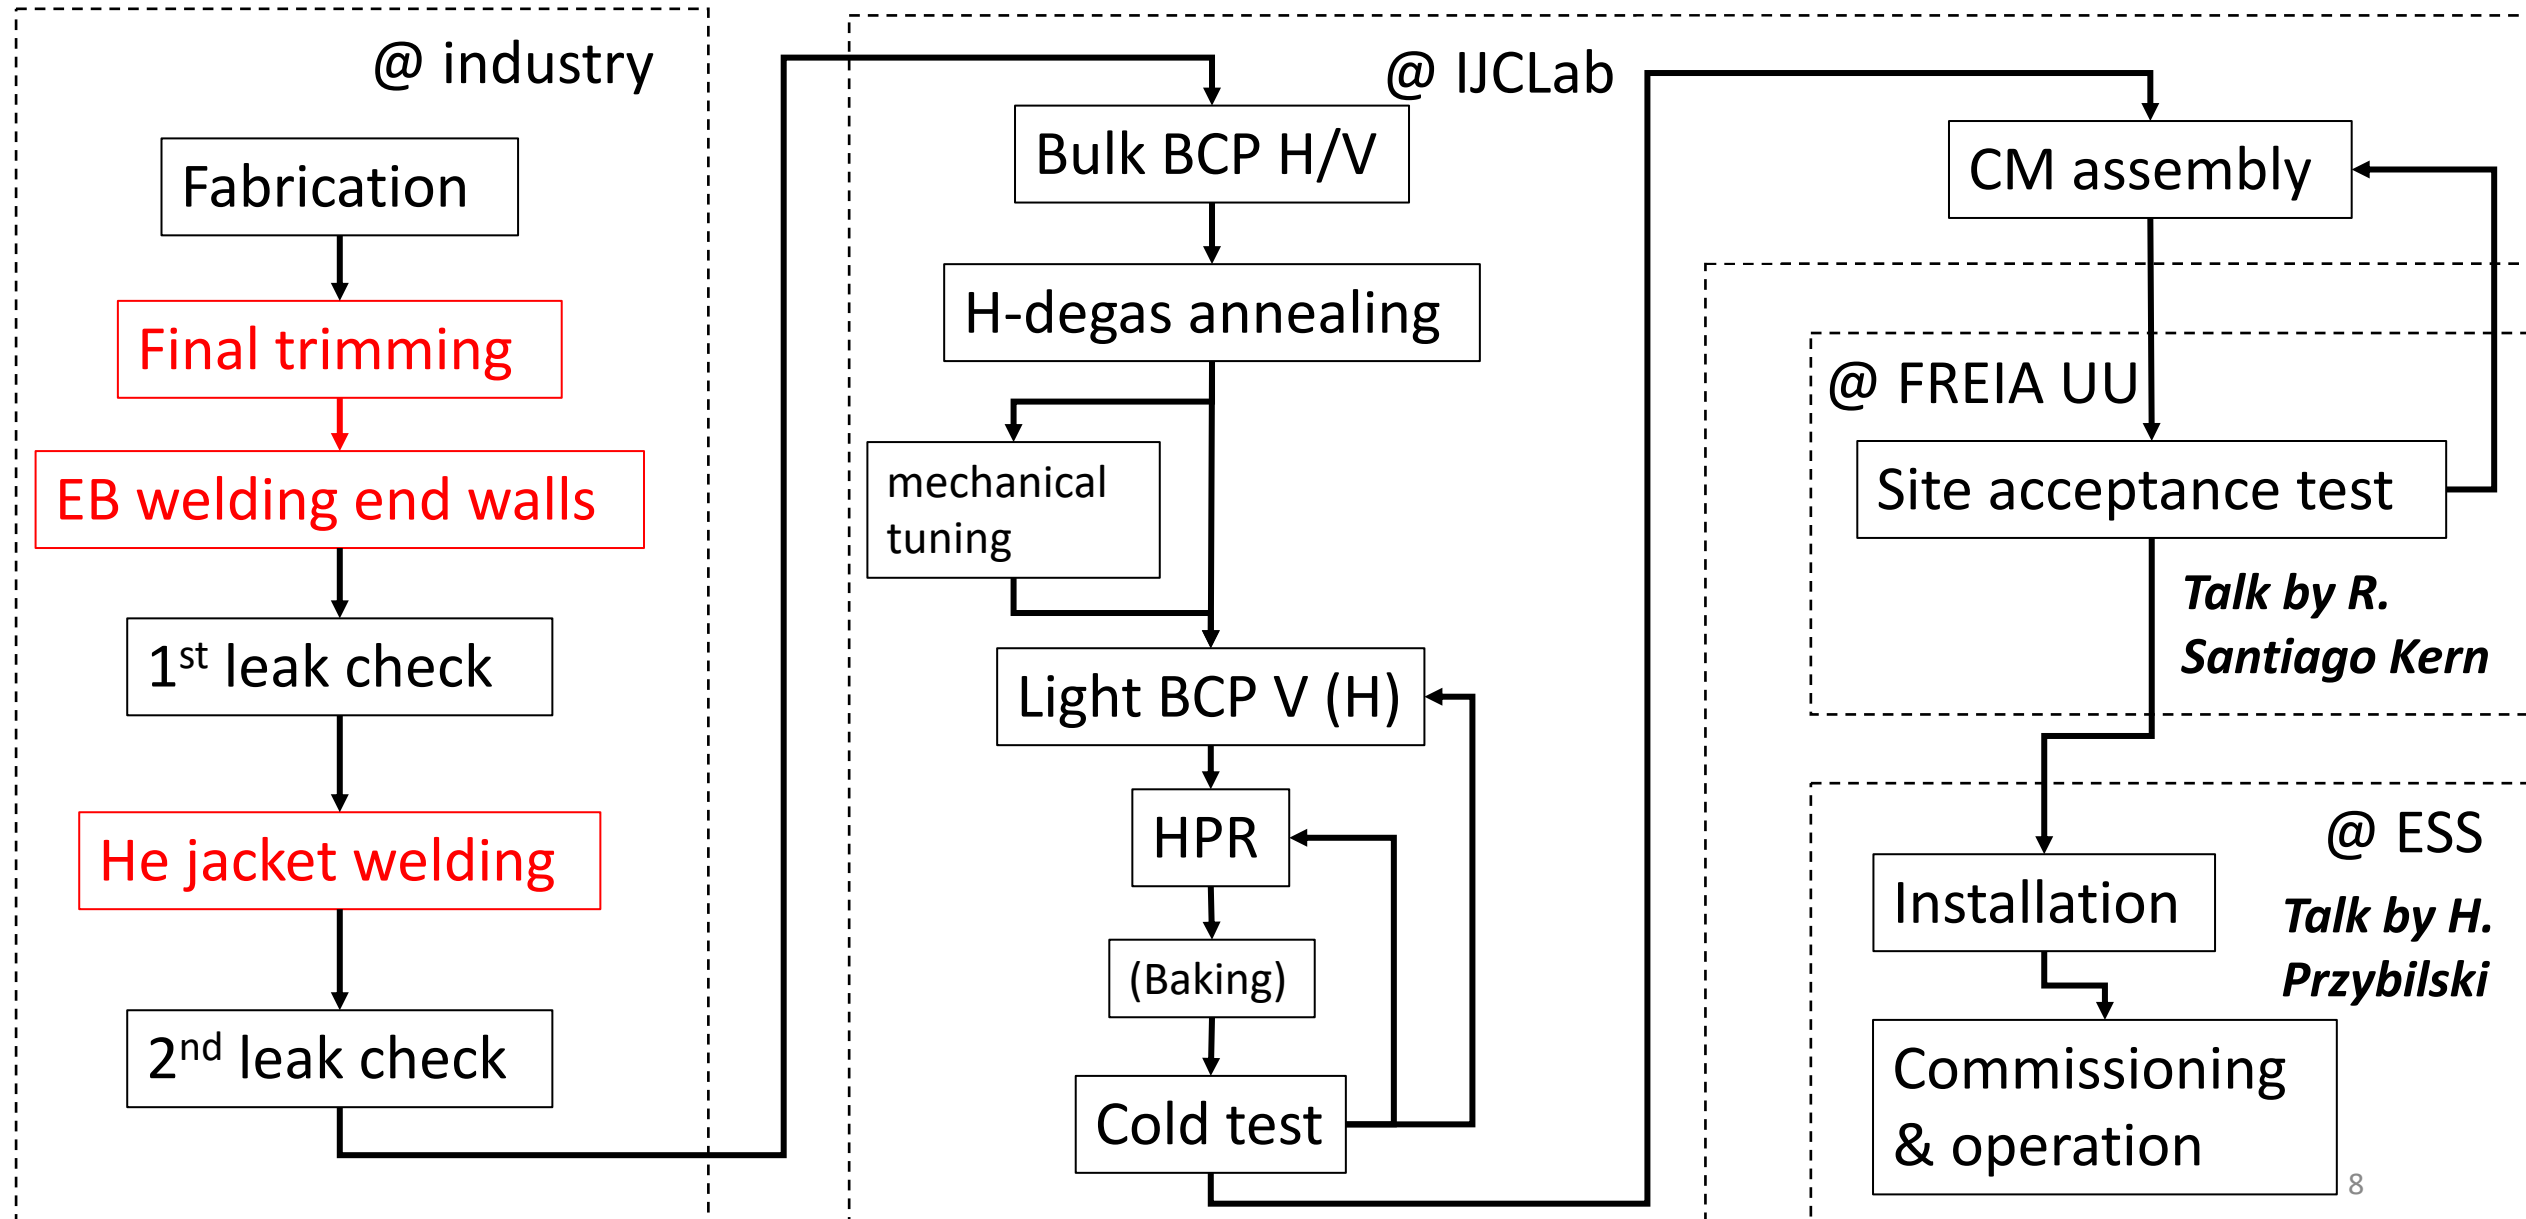 @ industry
Fabrication
Final trimming
EB welding end walls
1st leak check
He jacket welding
2nd leak check
@ IJCLab
Bulk BCP H/V
H-degas annealing
mechanical
tuning
Light BCP V (H)
HPR
(Baking)
Cold test
CM assembly
@ FREIA UU
Site acceptance test
Talk by R.
Santiago Kern
@ ESS
Installation
Talk by H.
Przybilski
Commissioning
& operation
8